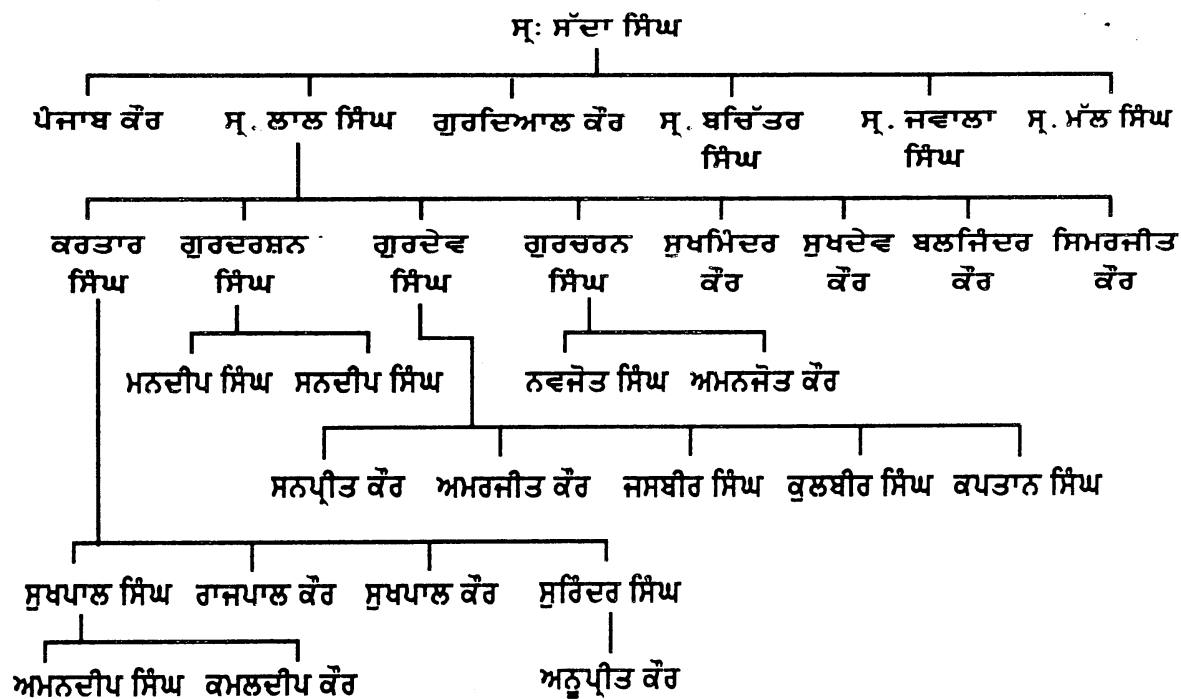 ਸ੍ਰ: ਸੱਦਾ ਸਿੰਘ
ਪੰਜਾਬ ਕੌਰ ਸ੍ਰ. ਲਾਲ ਸਿੰਘ ਗੁਰਦਿਆਲ ਕੌਰ ਸ੍ਰ. ਬਚਿੱਤਰ ਸ੍ਰ. ਜਵਾਲਾ ਸ੍ਰ. ਮੱਲ ਸਿੰਘ
ਸਿੰਘ ਸਿੰਘ
ਕਰਤਾਰ ਗੁਰਦਰਸ਼ਨ ਗੁਰਦੇਵ ਗੁਰਚਰਨ ਸੁਖਮਿੰਦਰ ਸੁਖਦੇਵ ਬਲਜਿੰਦਰ ਸਿਮਰਜੀਤ
ਸਿੰਘ ਸਿੰਘ ਸਿੰਘ ਸਿੰਘ ਕੌਰ ਕੌਰ ਕੌਰ ਕੌਰ
ਮਨਦੀਪ ਸਿੰਘ ਸਨਦੀਪ ਸਿੰਘ ਨਵਜੋਤ ਸਿੰਘ ਅਮਨਜੋਤ ਕੌਰ
ਸਨਪ੍ਰੀਤ ਕੌਰ ਅਮਰਜੀਤ ਕੌਰ ਜਸਬੀਰ ਸਿੰਘ ਕੁਲਬੀਰ ਸਿੰਘ ਕਪਤਾਨ ਸਿੰਘ
ਸੁਖਪਾਲ ਸਿੰਘ ਰਾਜਪਾਲ ਕੌਰ ਸੁਖਪਾਲ ਕੌਰ ਸੁਰਿੰਦਰ ਸਿੰਘ
ਅਮਨਦੀਪ ਸਿੰਘ ਕਮਲਦੀਪ ਕੌਰ ਅਨੂਪ੍ਰੀਤ ਕੌਰ